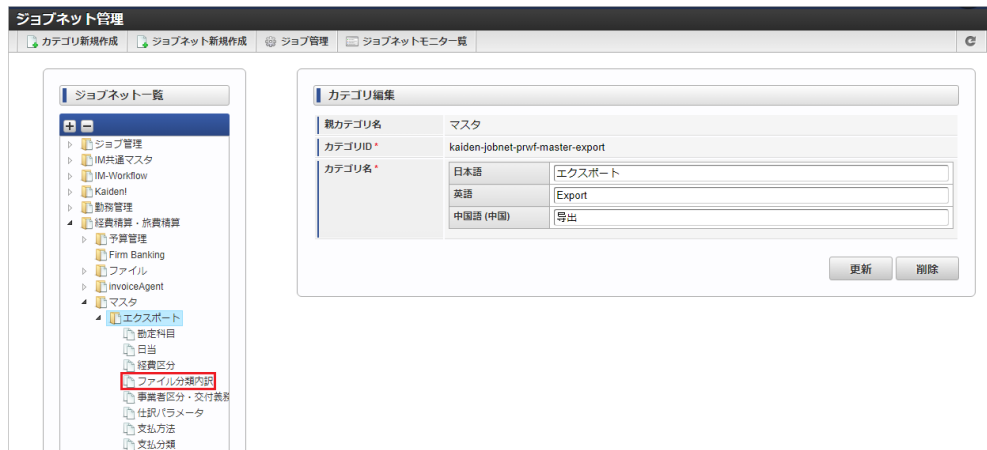 ジョブネット管理
カテゴリ新規作成 ジョブネット新規作成 ジョブ管理 ジョブネットモニター覧
ジョブネット一覧
ジョブ管理
IM共通マスタ
IM-Workflow
Kaiden!
勤務管理
経費精算・旅費精算
予算管理
Firm Banking
ファイル
invoiceAgent
マスタ
エクスポート
勘定科目
日当
経費区分
ファイル分類内訳
事業者区分・交付義務
仕訳パラメータ
支払方法
支払分類
カテゴリ編集
親カテゴリ名 マスタ
カテゴリID * kaiden-jobnet-prwf-master-export
カテゴリ名 *
日本語 エクスポート
英語 Export
中国語 (中国) 导出
更新 削除